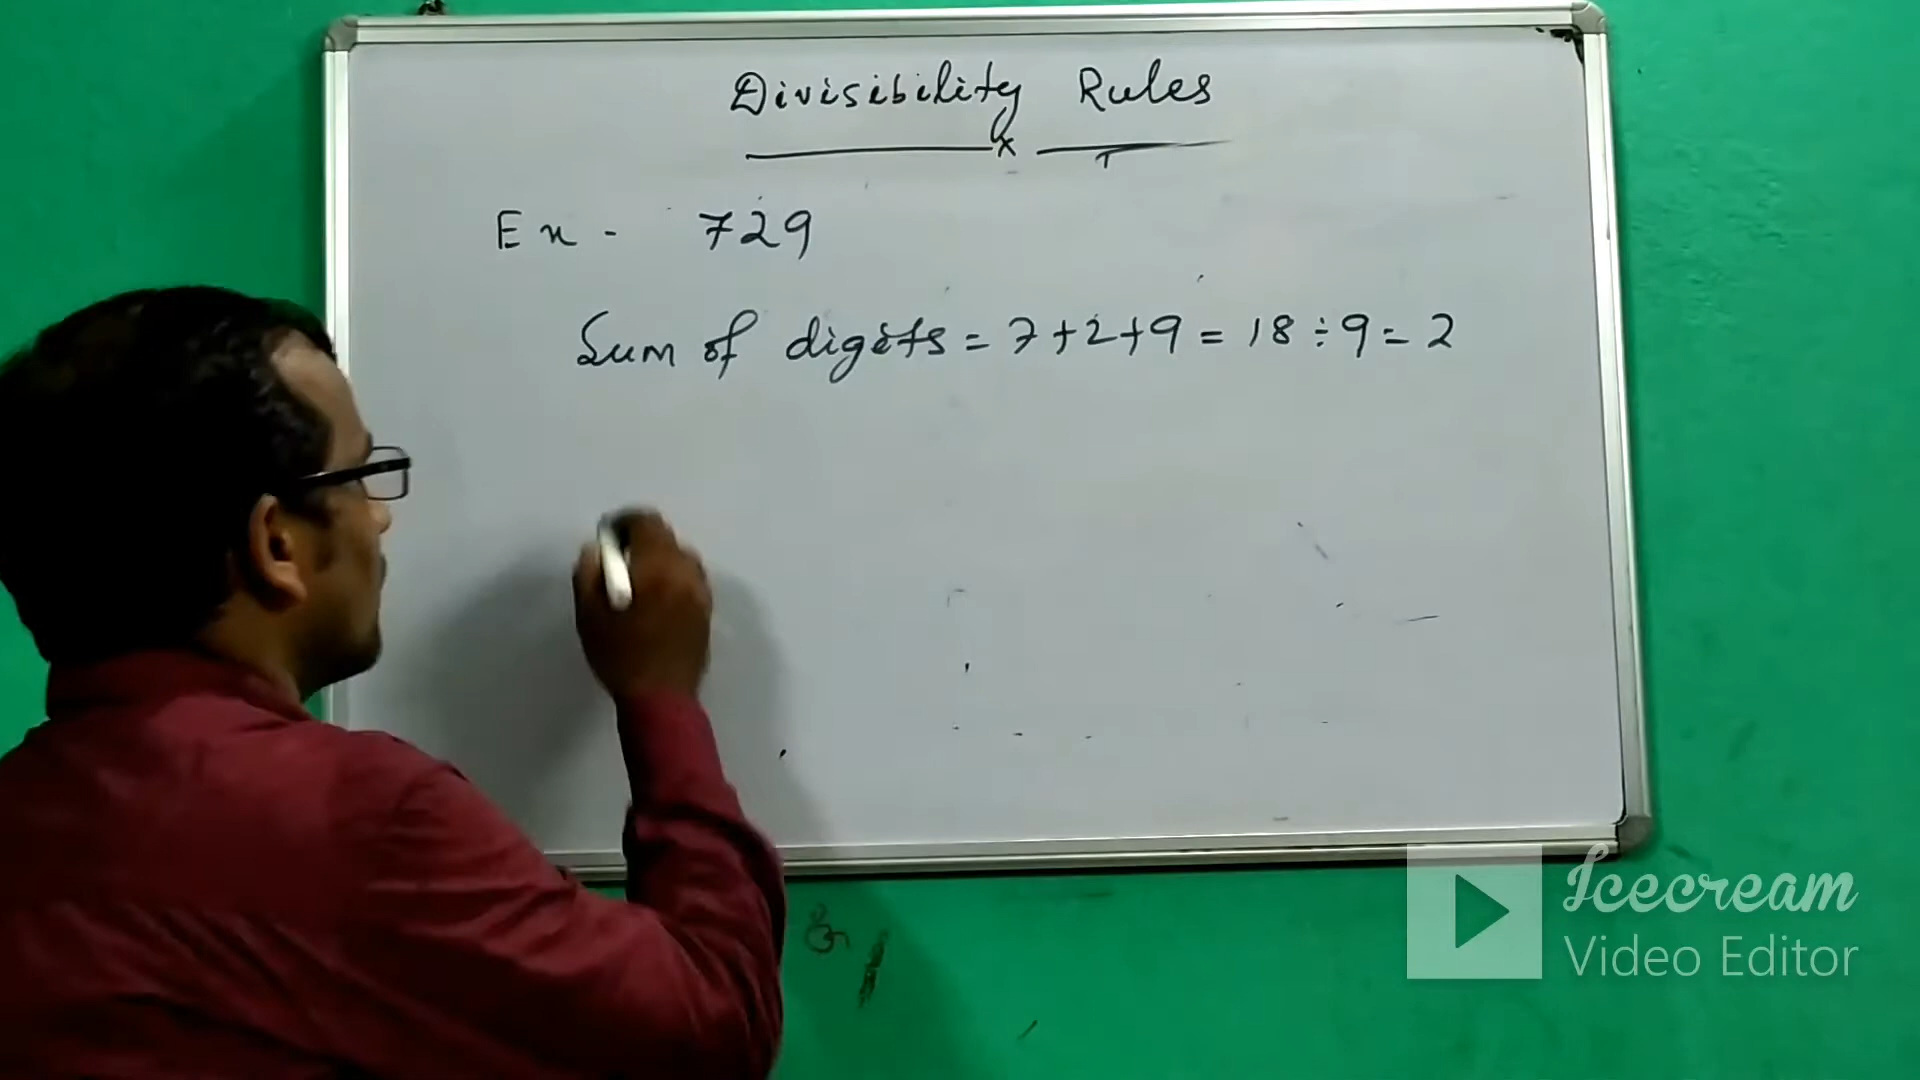 Divisibility Rules
Ex - 729
Sum of digits = 7+2+9 = 18 ÷ 9 = 2
Icecream
Video Editor